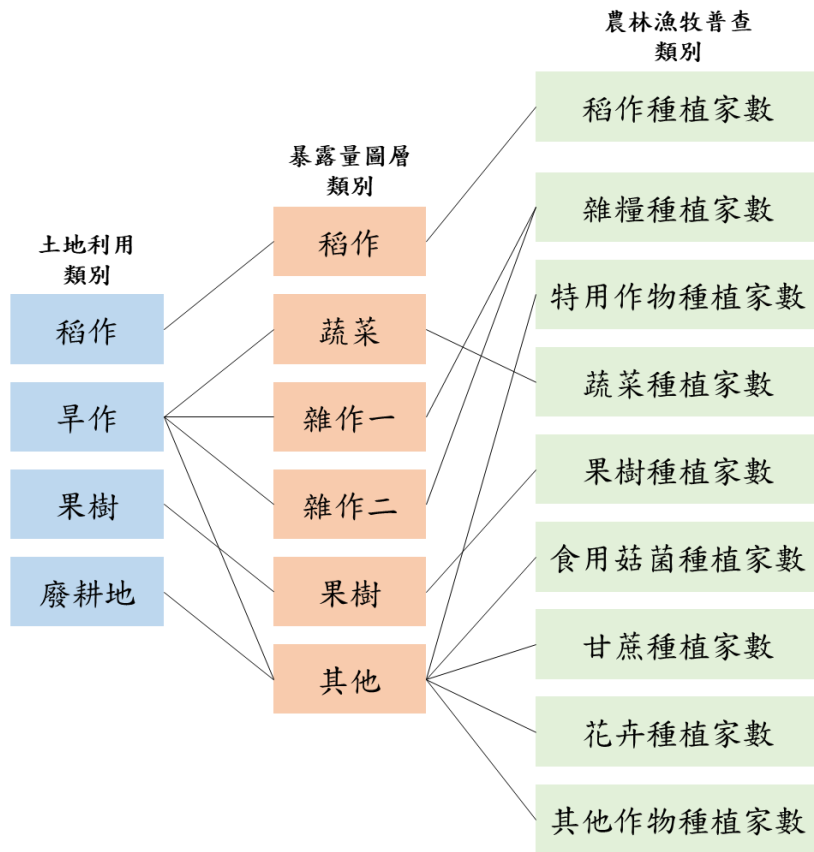 土地利用
類別
稻作
旱作
果樹
廢耕地
暴露量圖層
類別
稻作
蔬菜
雜作一
雜作二
果樹
其他
農林漁牧普查
類別
稻作種植家數
雜糧種植家數
特用作物種植家數
蔬菜種植家數
果樹種植家數
食用菇菌種植家數
甘蔗種植家數
花卉種植家數
其他作物種植家數